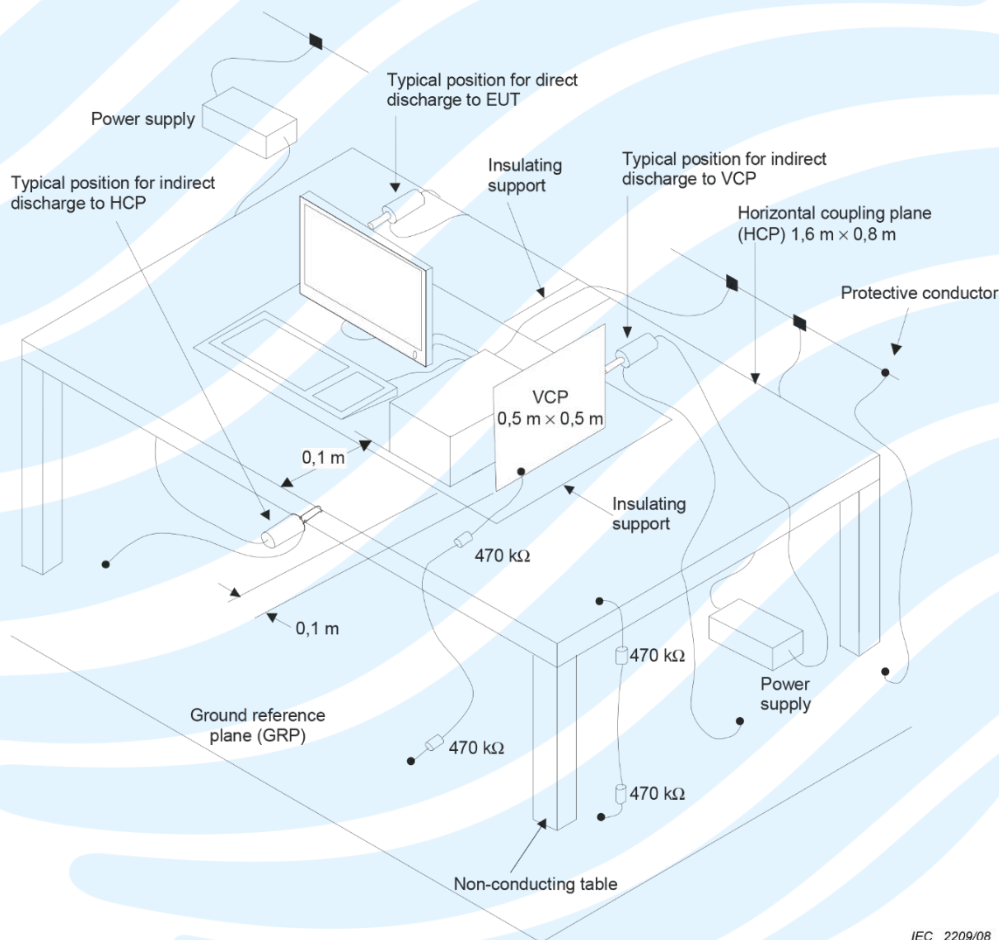 Typical position for direct
discharge to EUT
Power supply
Insulating
support
Typical position for indirect
discharge to VCP
Typical position for indirect
discharge to HCP
Horizontal coupling plane
(HCP) 1,6 m × 0,8 m
Protective conductor
VCP
0,5 m × 0,5 m
0,1 m
Insulating
support
470 kΩ
0,1 m
470 kΩ
Power
supply
Ground reference
plane (GRP)
470 kΩ
470 kΩ
Non-conducting table
IEC 2209/08